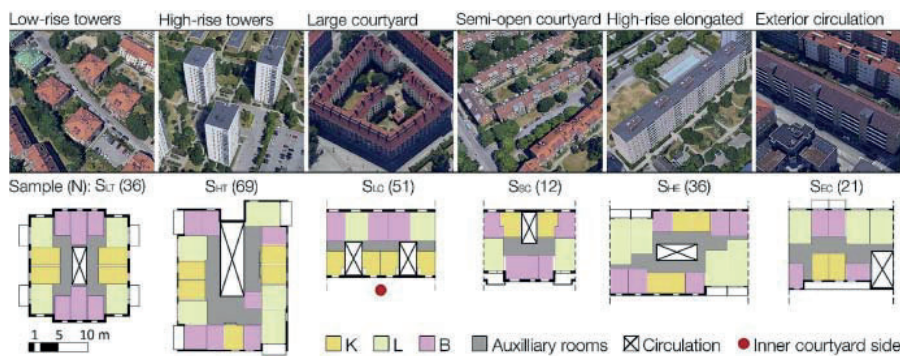 Low-rise towers High-rise towers Large courtyard Semi-open courtyard High-rise elongated Exterior circulation
Sample (N): SLT (36) SHT (69) SLC (51) SSC (12) SHE (36) SEC (21)
1 5 10 m
K L B Auxilliary rooms Circulation Inner courtyard side